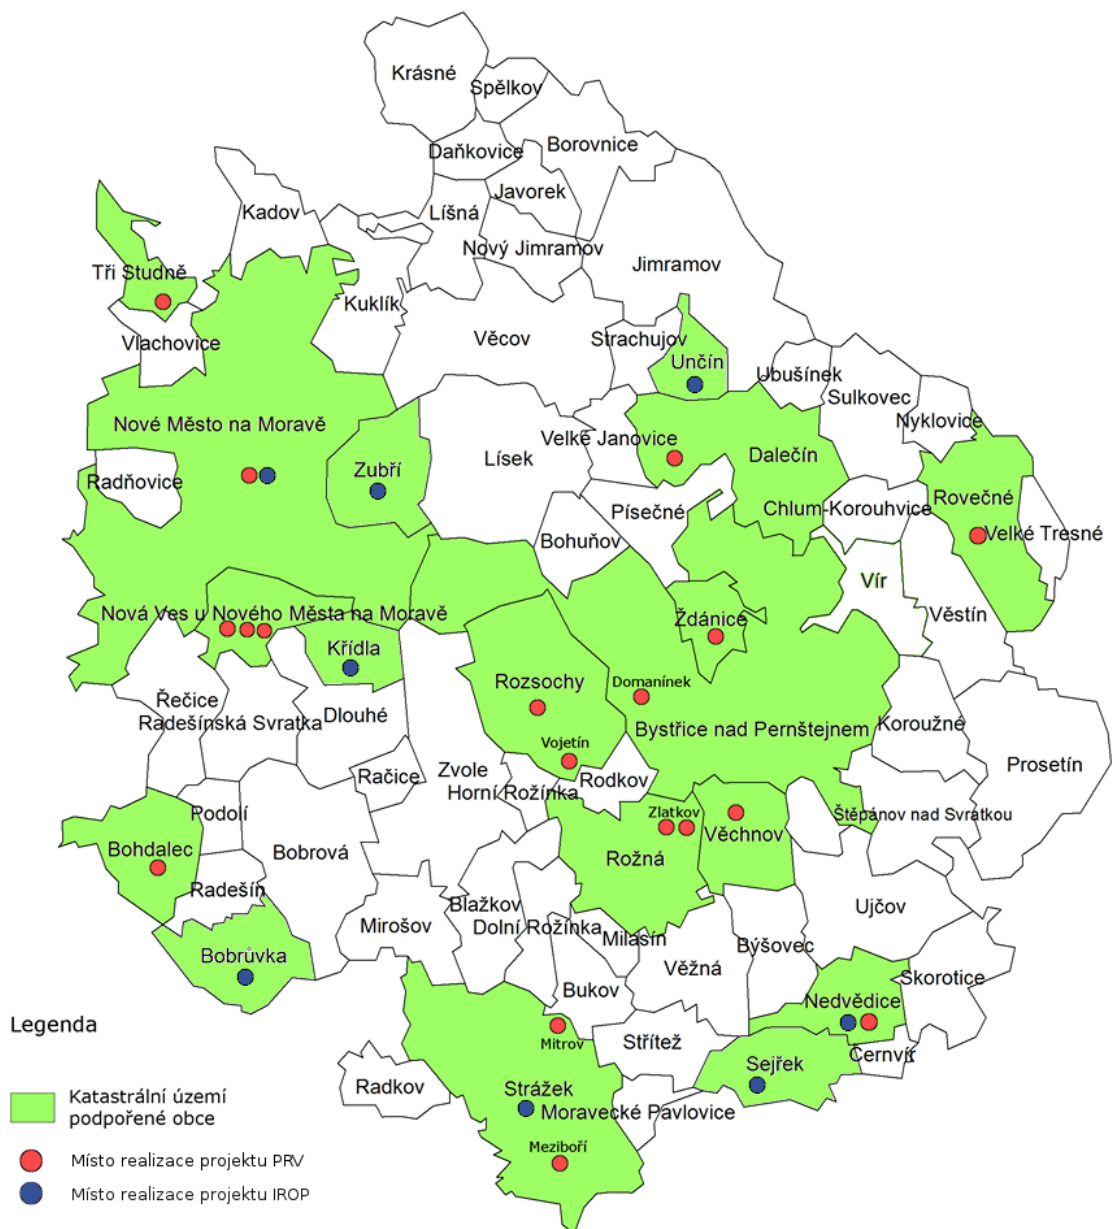 Krásné
Spělkov
Daňkovice
Borovnice
Javorek
Kadov
Líšná
Nový Jimramov
Jimramov
Tři Studně
Kuklík
Vlachovice
Věcov
Strachujov
Unčín
Ubušínek
Sulkovec
Nyklovice
Nové Město na Moravě
Velké Janovice
Dalečín
Radňovice
Zubří
Lísek
Rovečné
Písečné
Chlum-Korouhvice
Bohuňov
Velké Tresné
Vír
Věstín
Nová Ves u Nového Města na Moravě
Ždánice
Křídla
Rozsochy
Domanínek
Řečice
Radešínská Svratka
Dlouhé
Bystřice nad Pernštejnem
Koroužné
Vojetín
Prosetín
Zvole
Račice
Rodkov
Horní Rožínka
Podolí
Zlatkov
Štěpánov nad Svratkou
Věchnov
Bohdalec
Bobrová
Rožná
Radešín
Blažkov
Ujčov
Mirošov
Dolní Rožínka
Milasín
Býšovec
Bobrůvka
Věžná
Skorotice
Bukov
Nedvědice
Legenda
Mitrov
Střítež
Černvír
Sejřek
Radkov
Strážek
Katastrální území
podpořené obce
Moravecké Pavlovice
Meziboří
Místo realizace projektu PRV
Místo realizace projektu IROP